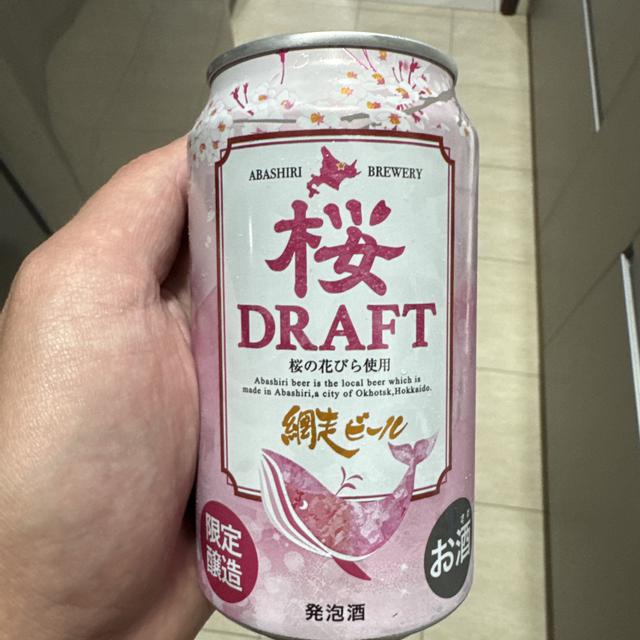 ABASHIRI BREWERY
桜
DRAFT
桜の花びら使用
Abashiri beer is the local beer which is
made in Abashiri,a city of Okhotsk,Hokkaido.
網走ビール
限定
醸造
お酒
発泡酒